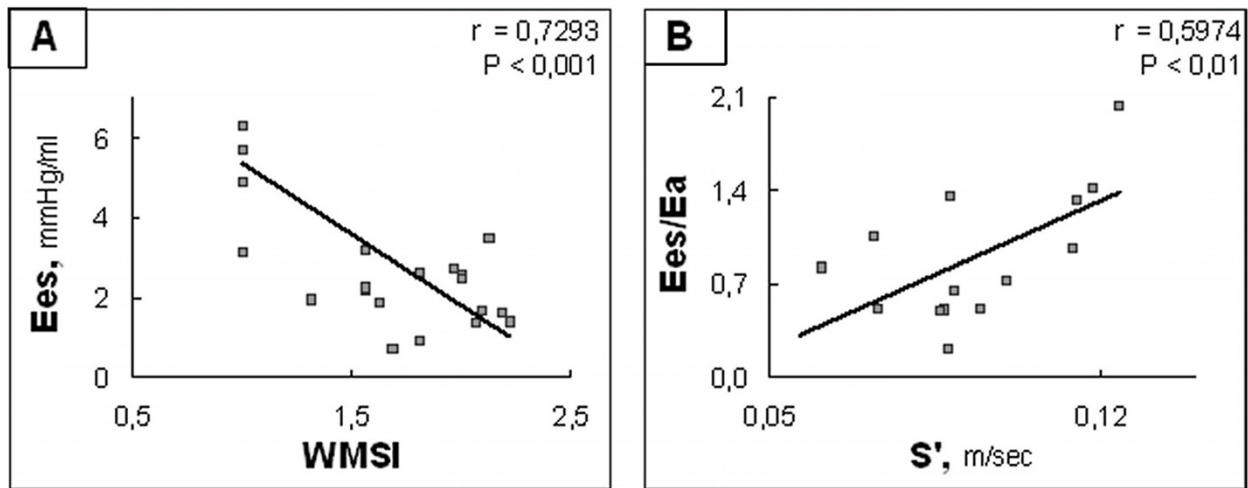 A
r = 0,7293
P < 0,001
Ees, mmHg/ml
6
4
2
0
0,5
1,5
2,5
WMSI
B
r = 0,5974
P < 0,01
Ees/Ea
2,1
1,4
0,7
0,0
0,05
0,12
S', m/sec